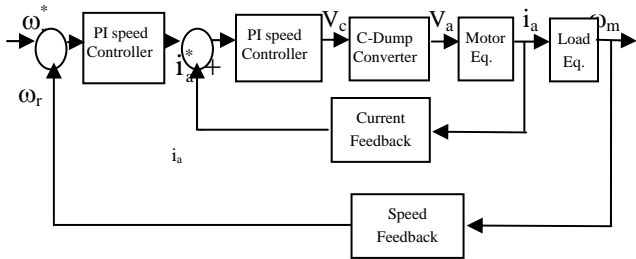 ωr*
PI speed
Controller
ia*
+
PI speed
Controller
Vc
C-Dump
Converter
Va
Motor
Eq.
ia
Load
Eq.
ωm
ωr
Current
Feedback
ia
Speed
Feedback